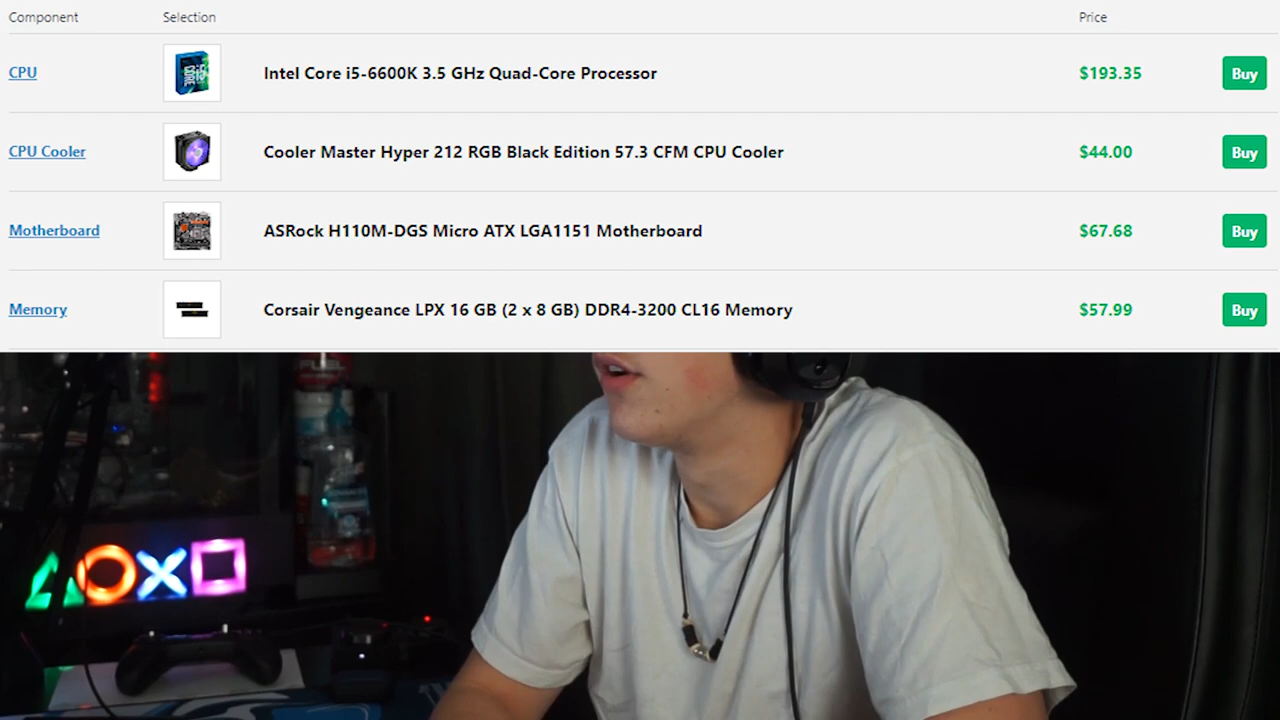 Component Selection Price
CPU Intel Core i5-6600K 3.5 GHz Quad-Core Processor $193.35 Buy
CPU Cooler Cooler Master Hyper 212 RGB Black Edition 57.3 CFM CPU Cooler $44.00 Buy
Motherboard ASRock H110M-DGS Micro ATX LGA1151 Motherboard $67.68 Buy
Memory Corsair Vengeance LPX 16 GB (2 x 8 GB) DDR4-3200 CL16 Memory $57.99 Buy